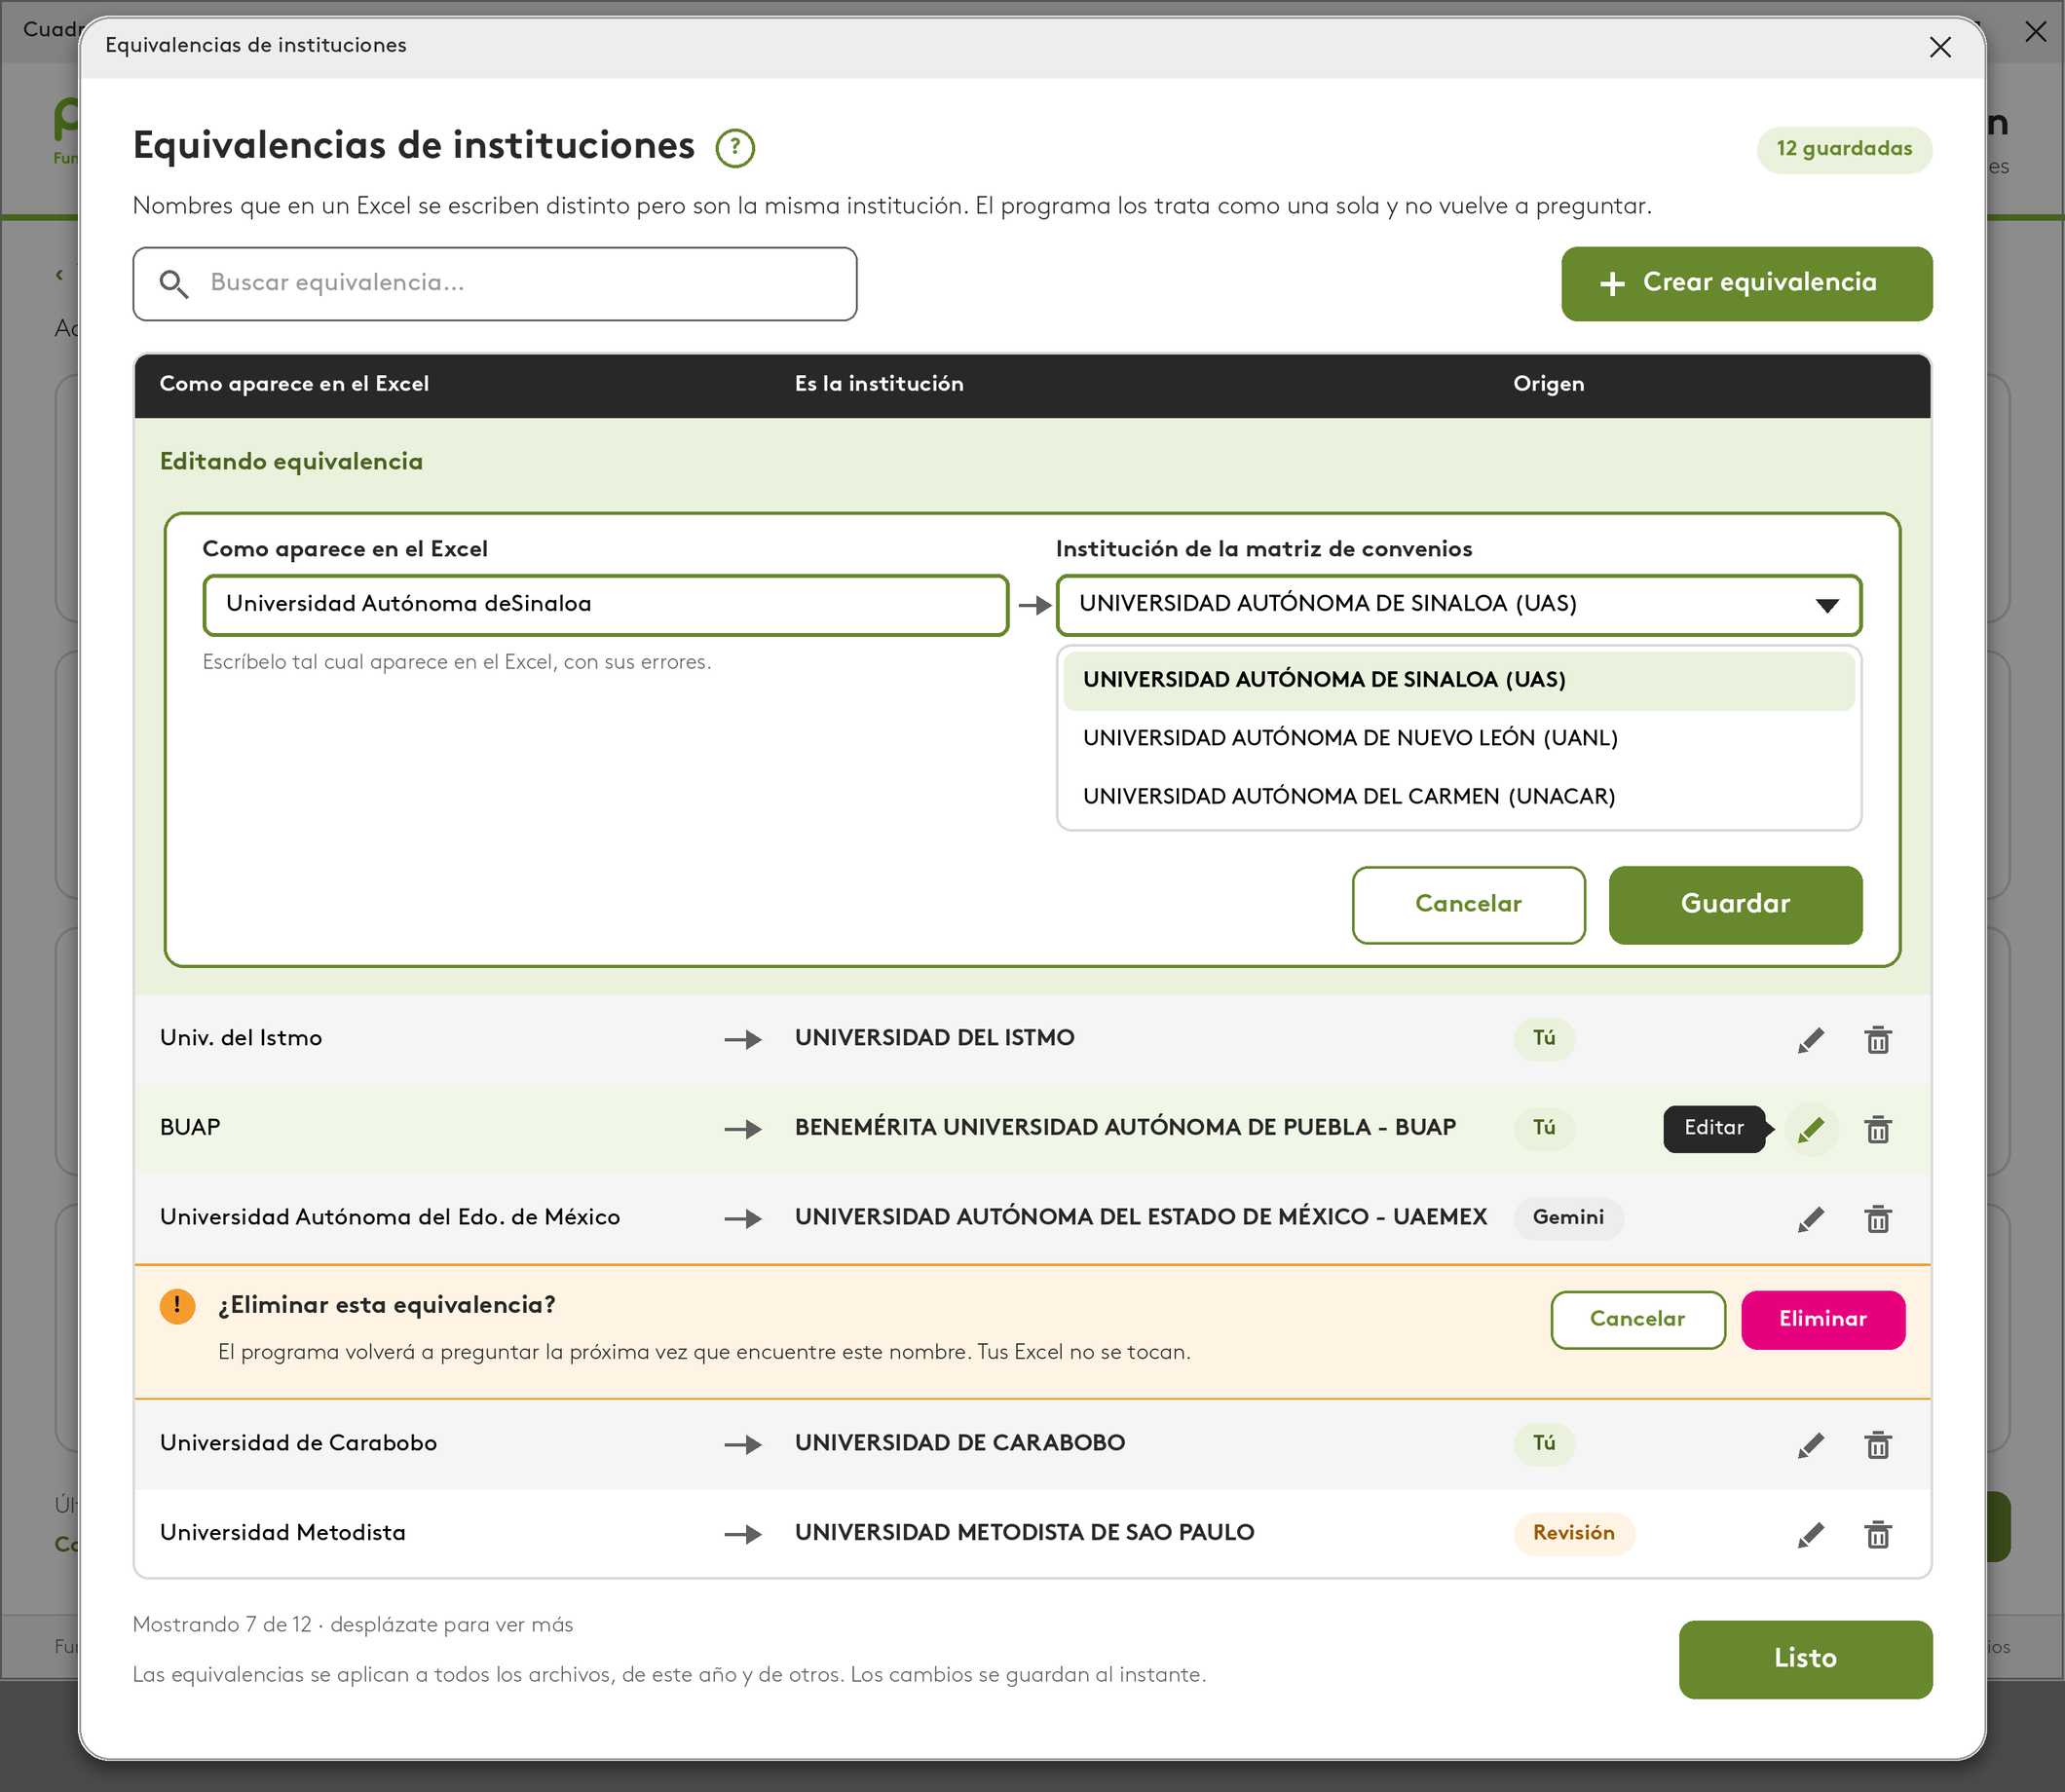 Equivalencias de instituciones
Equivalencias de instituciones ?
12 guardadas
Nombres que en un Excel se escriben distinto pero son la misma institución. El programa los trata como una sola y no vuelve a preguntar.
Buscar equivalencia...
+ Crear equivalencia
Como aparece en el Excel Es la institución Origen
Editando equivalencia
Como aparece en el Excel Institución de la matriz de convenios
Universidad Autónoma deSinaloa UNIVERSIDAD AUTÓNOMA DE SINALOA (UAS)
Escríbelo tal cual aparece en el Excel, con sus errores.
UNIVERSIDAD AUTÓNOMA DE SINALOA (UAS)
UNIVERSIDAD AUTÓNOMA DE NUEVO LEÓN (UANL)
UNIVERSIDAD AUTÓNOMA DEL CARMEN (UNACAR)
Cancelar Guardar
Univ. del Istmo UNIVERSIDAD DEL ISTMO Tú
BUAP BENEMÉRITA UNIVERSIDAD AUTÓNOMA DE PUEBLA - BUAP Tú Editar
Universidad Autónoma del Edo. de México UNIVERSIDAD AUTÓNOMA DEL ESTADO DE MÉXICO - UAEMEX Gemini
! ¿Eliminar esta equivalencia?
El programa volverá a preguntar la próxima vez que encuentre este nombre. Tus Excel no se tocan.
Cancelar Eliminar
Universidad de Carabobo UNIVERSIDAD DE CARABOBO Tú
Universidad Metodista UNIVERSIDAD METODISTA DE SAO PAULO Revisión
Mostrando 7 de 12 · desplázate para ver más
Las equivalencias se aplican a todos los archivos, de este año y de otros. Los cambios se guardan al instante.
Listo